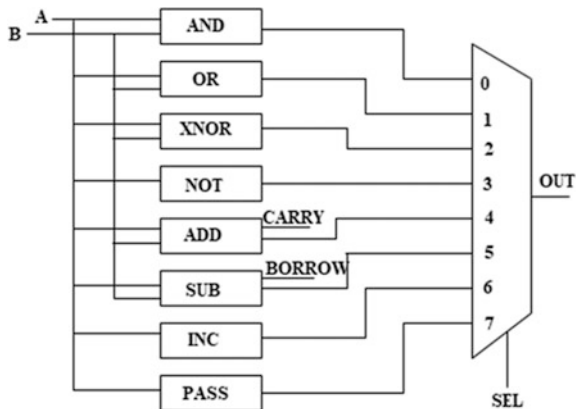 A
B
AND
OR
XNOR
NOT
ADD
SUB
INC
PASS
CARRY
BORROW
0
1
2
3
4
5
6
7
OUT
SEL